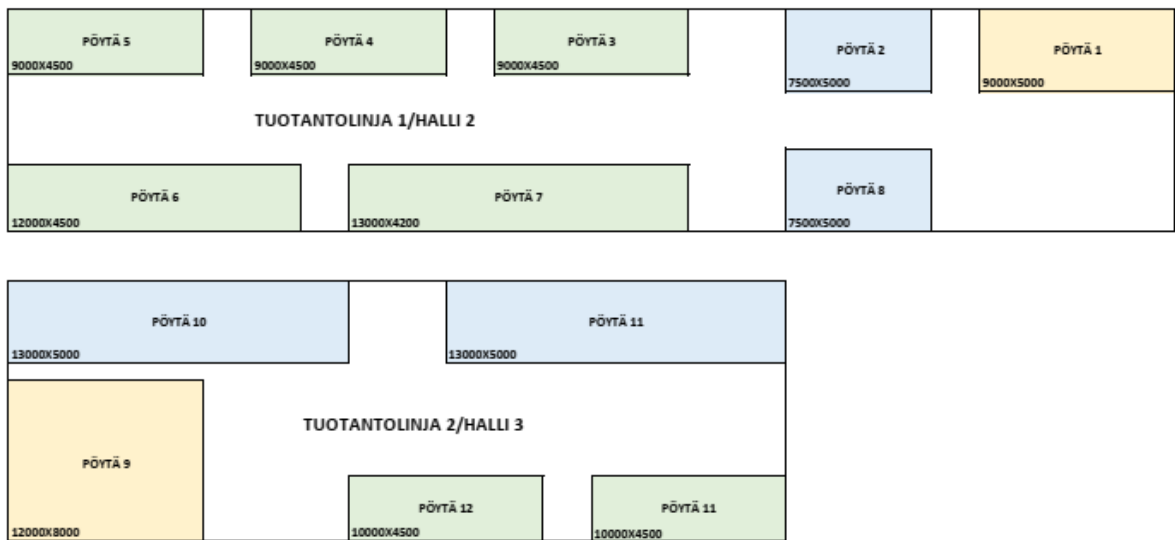 PÖYTÄ 5
9000X4500
PÖYTÄ 4
9000X4500
PÖYTÄ 3
9000X4500
PÖYTÄ 2
7500X5000
PÖYTÄ 1
9000X5000
TUOTANTOLINJA 1/HALLI 2
PÖYTÄ 6
12000X4500
PÖYTÄ 7
13000X4200
PÖYTÄ 8
7500X5000
PÖYTÄ 10
13000X5000
PÖYTÄ 11
13000X5000
TUOTANTOLINJA 2/HALLI 3
PÖYTÄ 9
12000X8000
PÖYTÄ 12
10000X4500
PÖYTÄ 11
10000X4500